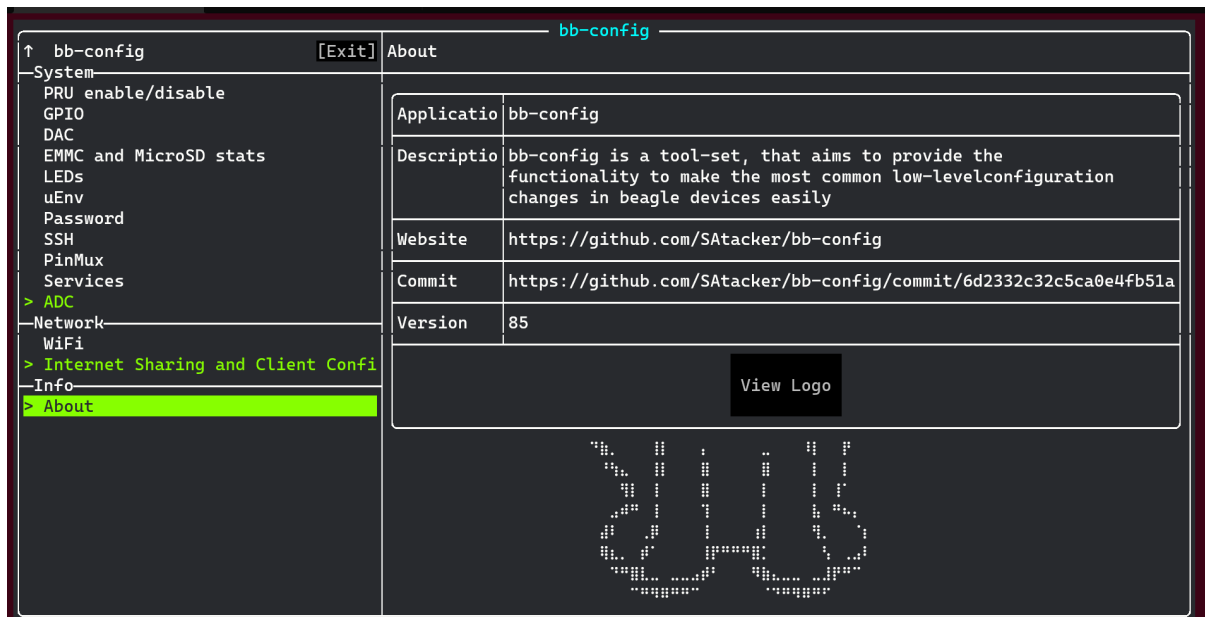 bb-config
↑ bb-config [Exit]
System
PRU enable/disable
GPIO
DAC
EMMC and MicroSD stats
LEDs
uEnv
Password
SSH
PinMux
Services
> ADC
Network
WiFi
> Internet Sharing and Client Confi
Info
> About
About
Applicatio bb-config
Descriptio bb-config is a tool-set, that aims to provide the
functionality to make the most common low-levelconfiguration
changes in beagle devices easily
Website https://github.com/SAtacker/bb-config
Commit https://github.com/SAtacker/bb-config/commit/6d2332c32c5ca0e4fb51a
Version 85
View Logo